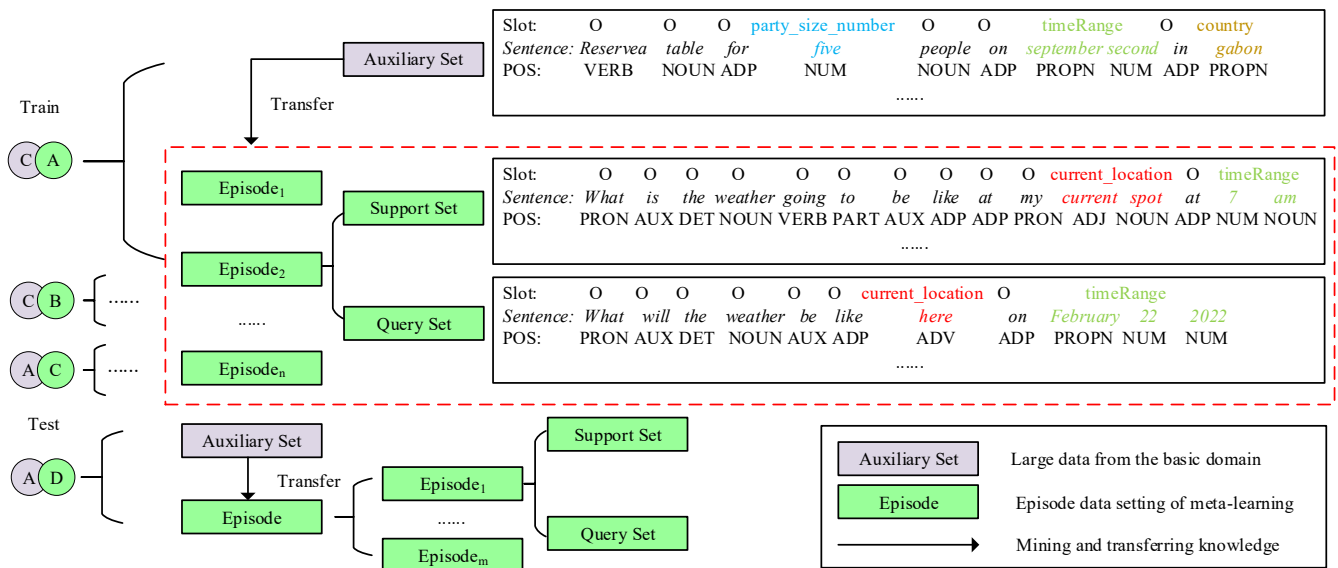 Slot: O O O party_size_number O O timeRange O country
Sentence: Reservea table for five people on september second in gabon
POS: VERB NOUN ADP NUM NOUN ADP PROPN NUM ADP PROPN
......
Auxiliary Set
Transfer
Train
C A
Episode1
Support Set
Slot: O O O O O O O O O O current_location O timeRange
Sentence: What is the weather going to be like at my current spot at 7 am
POS: PRON AUX DET NOUN VERB PART AUX ADP ADP PRON ADJ NOUN ADP NUM NOUN
......
Episode2
C B
......
......
Query Set
Slot: O O O O O O current_location O timeRange
Sentence: What will the weather be like here on February 22 2022
POS: PRON AUX DET NOUN AUX ADP ADV ADP PROPN NUM NUM
......
A C
......
Episoden
Test
A D
Auxiliary Set
Transfer
Episode
Episode1
......
Episodem
Support Set
Query Set
Auxiliary Set Large data from the basic domain
Episode Episode data setting of meta-learning
Mining and transferring knowledge